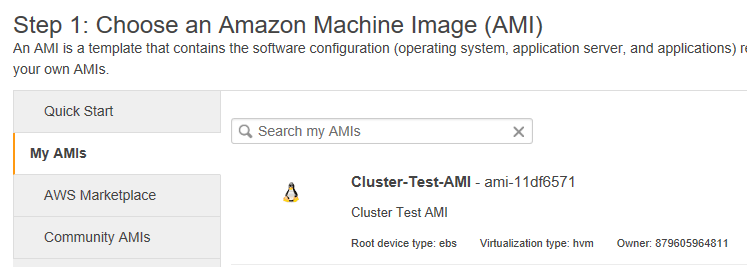 Step 1: Choose an Amazon Machine Image (AMI)
An AMI is a template that contains the software configuration (operating system, application server, and applications)
your own AMIs.
Quick Start
My AMIs
AWS Marketplace
Community AMIs
Search my AMIs
Cluster-Test-AMI - ami-11df6571
Cluster Test AMI
Root device type: ebs Virtualization type: hvm Owner: 879605964811